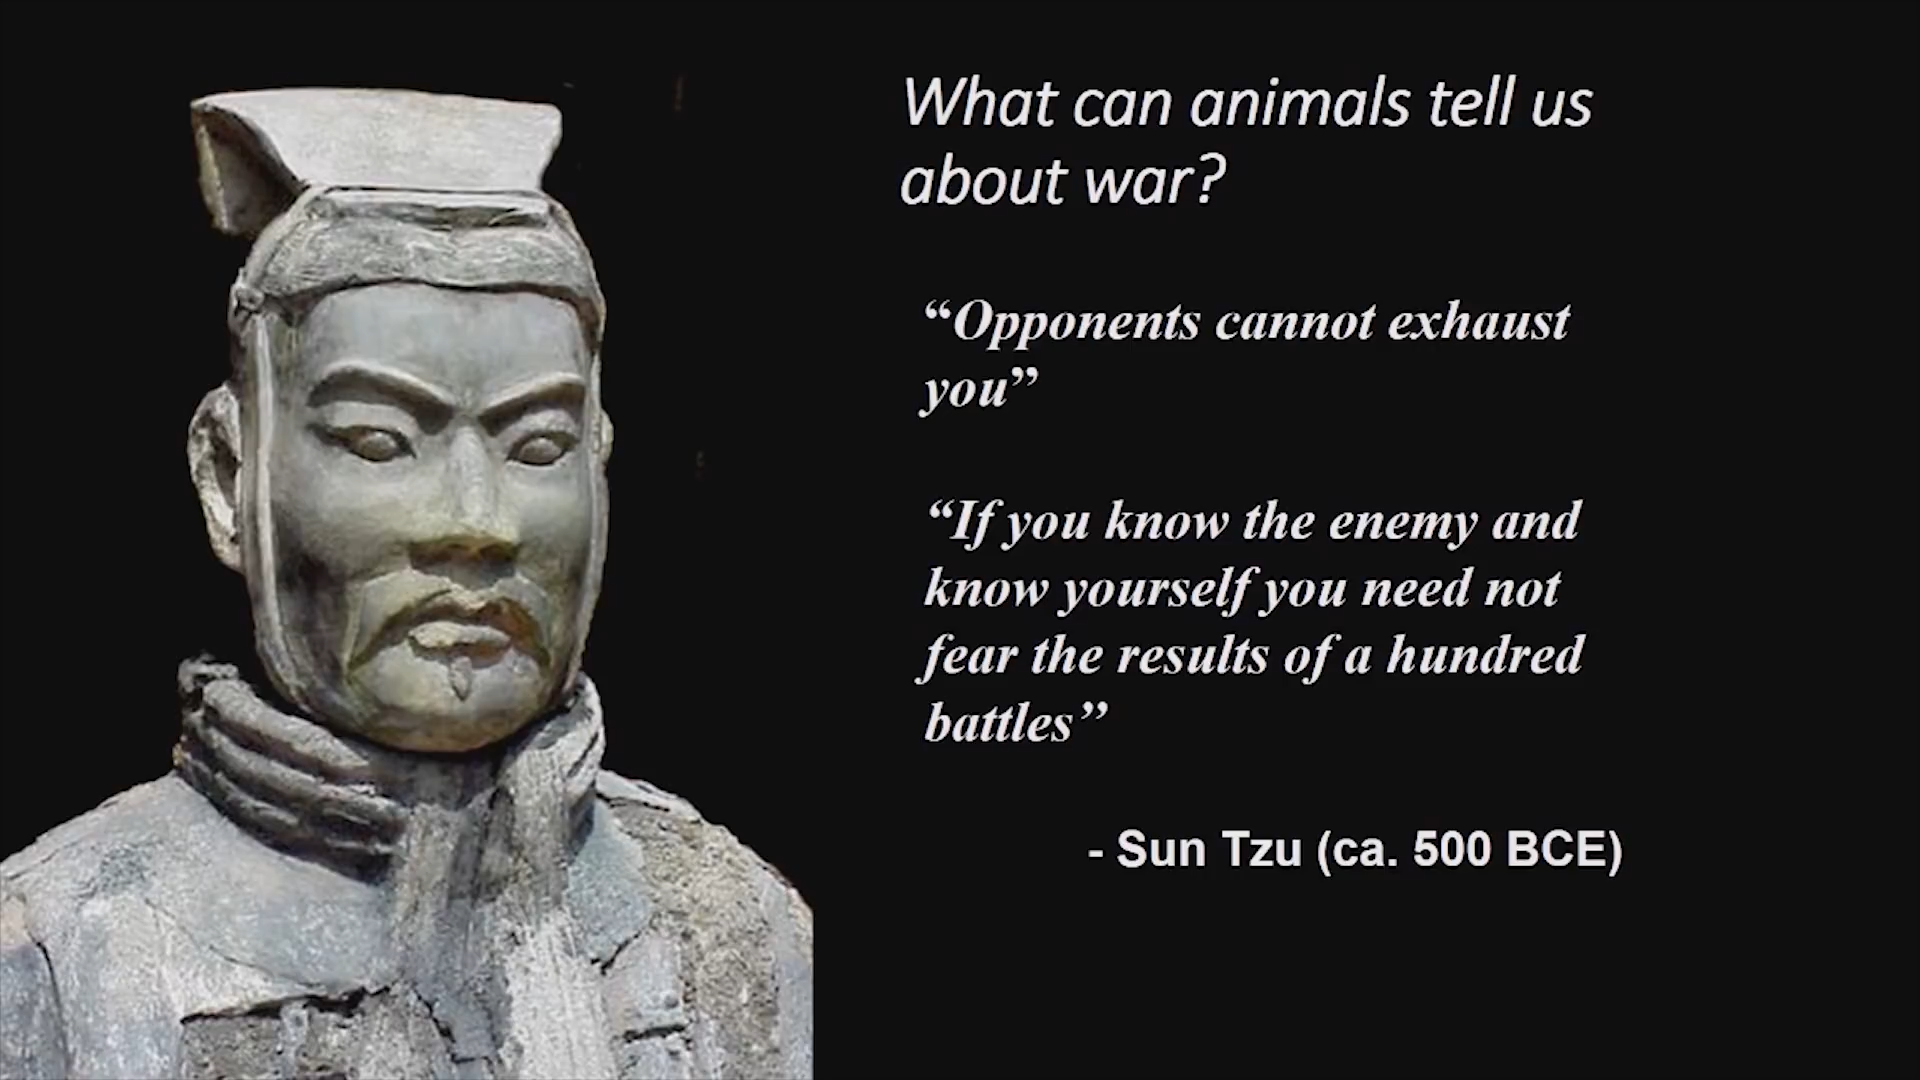 What can animals tell us
about war?
“Opponents cannot exhaust
you”
“If you know the enemy and
know yourself you need not
fear the results of a hundred
battles”
- Sun Tzu (ca. 500 BCE)